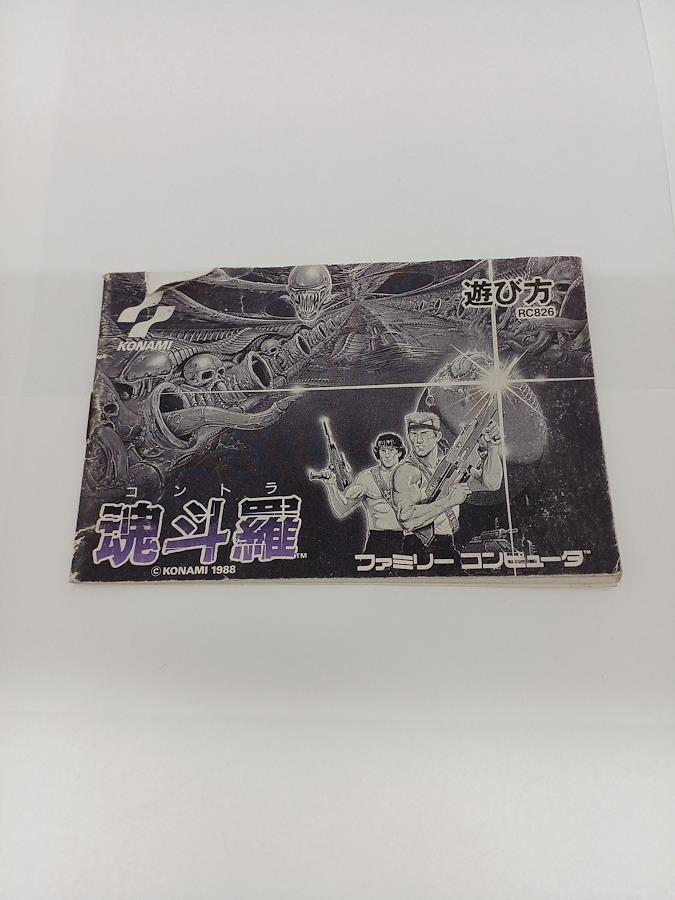 遊び方
RC826
KONAMI
コントラ
魂斗羅™
© KONAMI 1988
ファミリー コンピュータ™